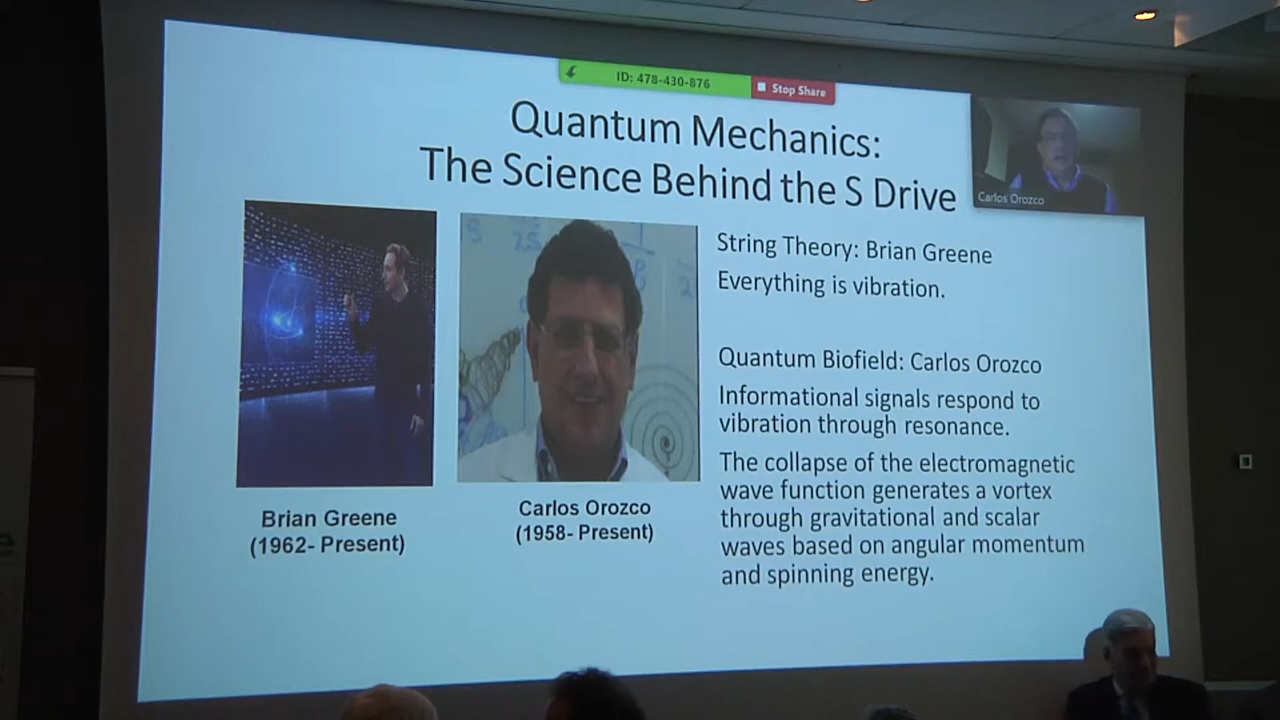 ID: 478-430-876
Stop Share
Quantum Mechanics:
The Science Behind the S Drive
Carlos Orozco
String Theory: Brian Greene
Everything is vibration.
Quantum Biofield: Carlos Orozco
Informational signals respond to
vibration through resonance.
The collapse of the electromagnetic
wave function generates a vortex
through gravitational and scalar
waves based on angular momentum
and spinning energy.
Brian Greene
(1962- Present)
Carlos Orozco
(1958- Present)